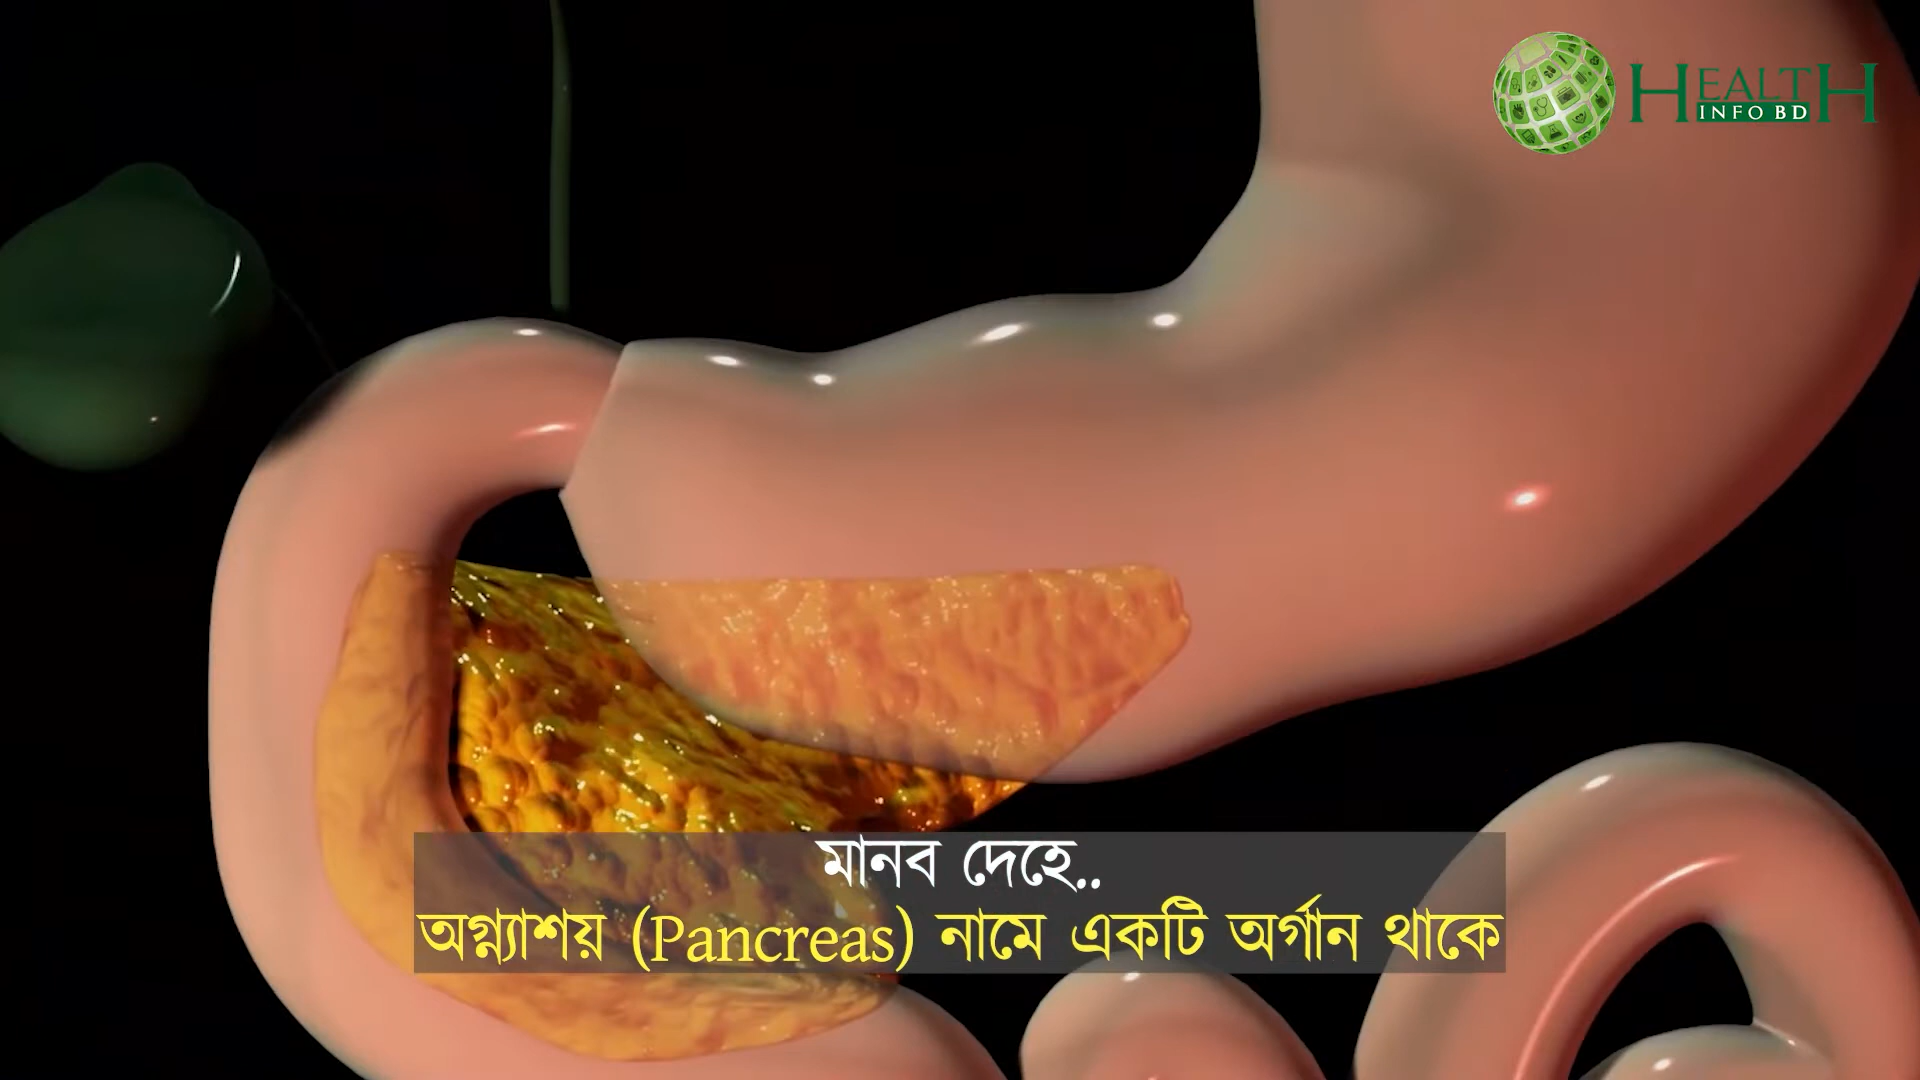 HEALTH
INFO BD
মানব দেহে..
অগ্ন্যাশয় (Pancreas) নামে একটি অর্গান থাকে